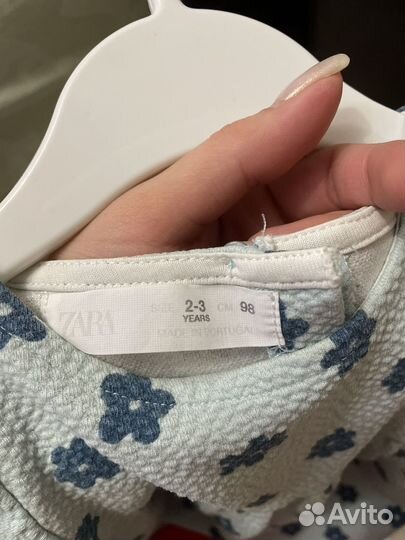 ZARA
SIZE 2-3 CM 98
YEARS
MADE IN PORTUGAL
Avito